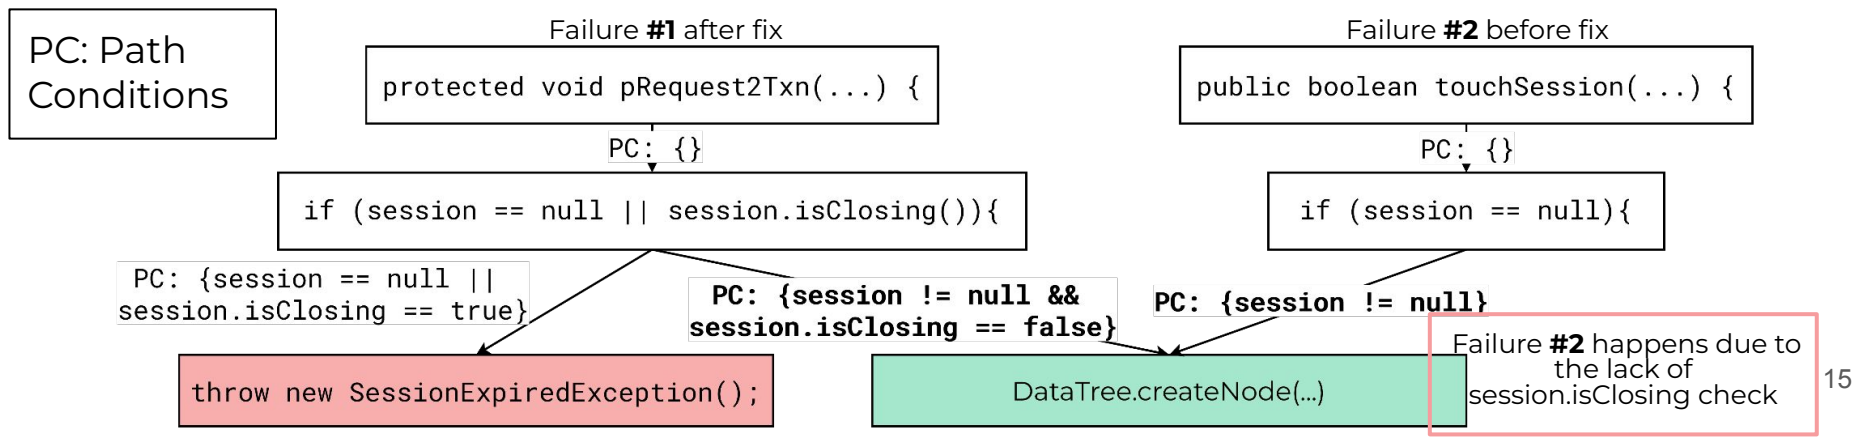 PC: Path
Conditions
Failure #1 after fix
protected void pRequest2Txn(...) {
PC: {}
if (session == null || session.isClosing()){
PC: {session == null ||
session.isClosing == true}
PC: {session != null &&
session.isClosing == false}
throw new SessionExpiredException();
Failure #2 before fix
public boolean touchSession(...) {
PC: {}
if (session == null){
PC: {session != null}
DataTree.createNode(...)
Failure #2 happens due to
the lack of
session.isClosing check
15